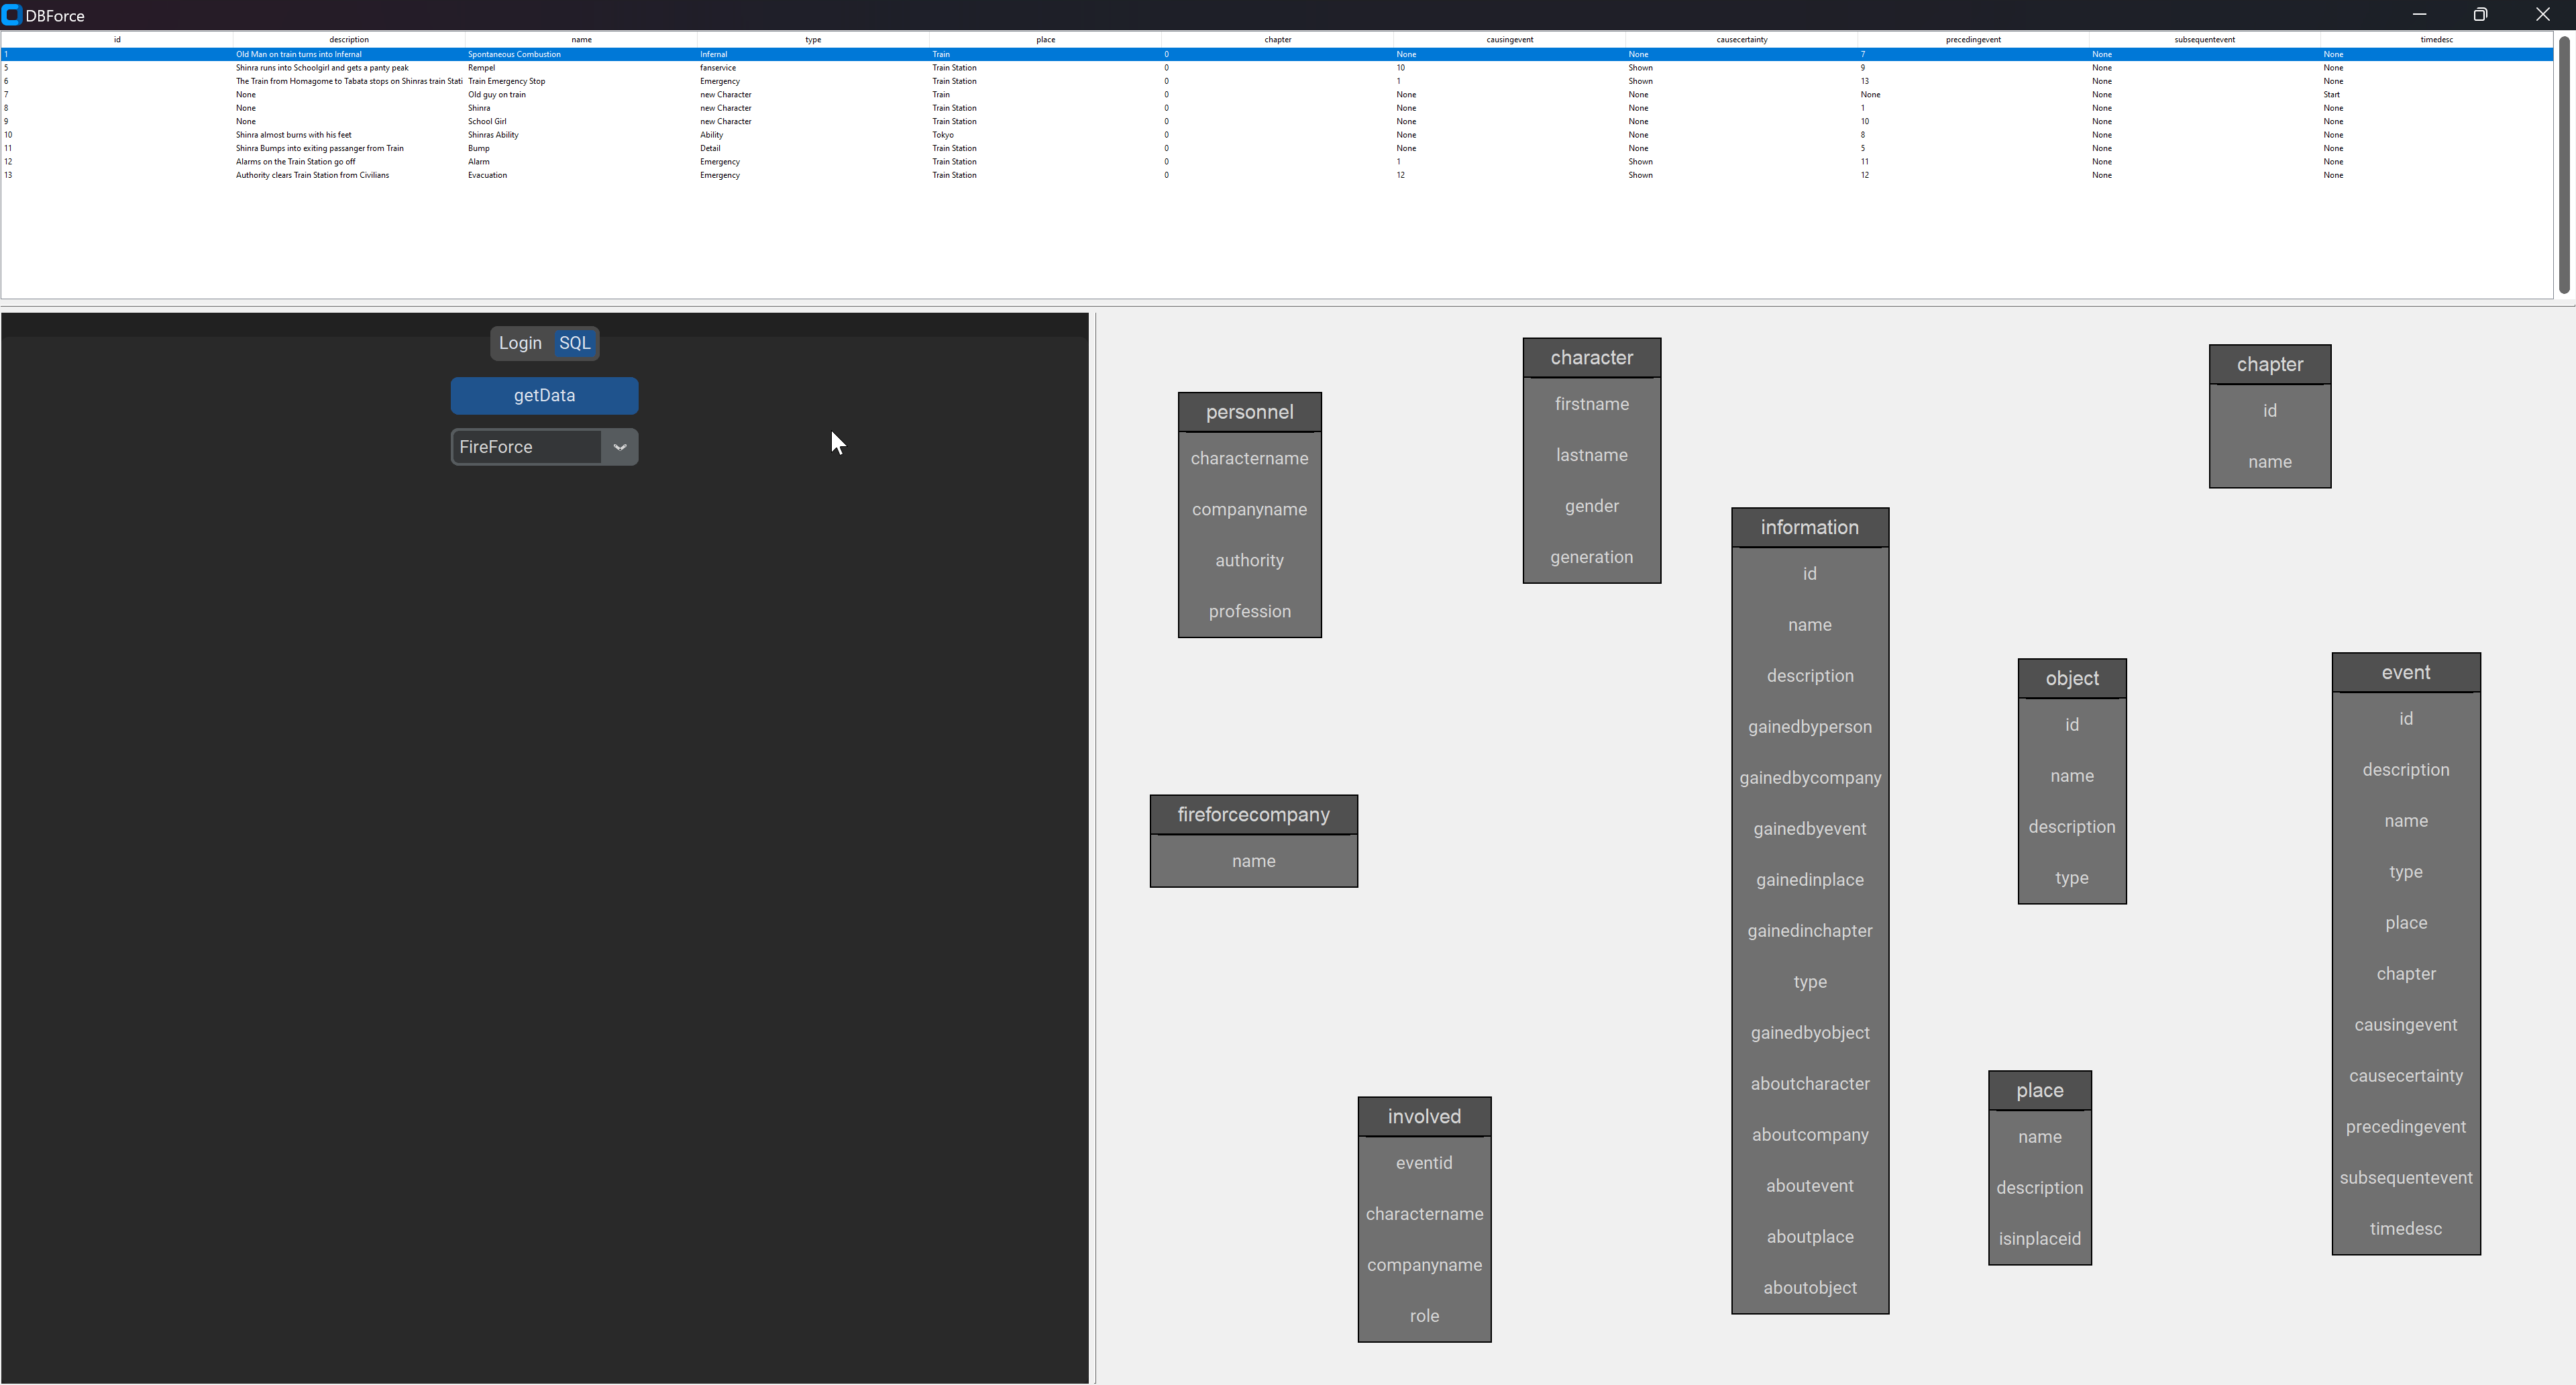 DBForce
id description name type place chapter causingevent causecertainty precedingevent subsequentevent timedesc
1 Old Man on train turns into Infernal Spontaneous Combustion Infernal Train 0 None None 7 None None
5 Shinra runs into Schoolgirl and gets a panty peak Rempel fanservice Train Station 0 10 Shown 9 None None
6 The Train from Homagome to Tabata stops on Shinras train Stati Train Emergency Stop Emergency Train Station 0 1 Shown 13 None None
7 None Old guy on train new Character Train 0 None None None None Start
8 None Shinra new Character Train Station 0 None None 1 None None
9 None School Girl new Character Train Station 0 None None 10 None None
10 Shinra almost burns with his feet Shinras Ability Ability Tokyo 0 None None 8 None None
11 Shinra Bumps into exiting passanger from Train Bump Detail Train Station 0 None None 5 None None
12 Alarms on the Train Station go off Alarm Emergency Train Station 0 1 Shown 11 None None
13 Authority clears Train Station from Civilians Evacuation Emergency Train Station 0 12 Shown 12 None None
Login SQL
getData
FireForce
personnel
charactername
companyname
authority
profession
character
firstname
lastname
gender
generation
chapter
id
name
information
id
name
description
gainedbyperson
gainedbycompany
gainedbyevent
gainedinplace
gainedinchapter
type
gainedbyobject
aboutcharacter
aboutcompany
aboutevent
aboutplace
aboutobject
object
id
name
description
type
event
id
description
name
type
place
chapter
causingevent
causecertainty
precedingevent
subsequentevent
timedesc
fireforcecompany
name
involved
eventid
charactername
companyname
role
place
name
description
isinplaceid